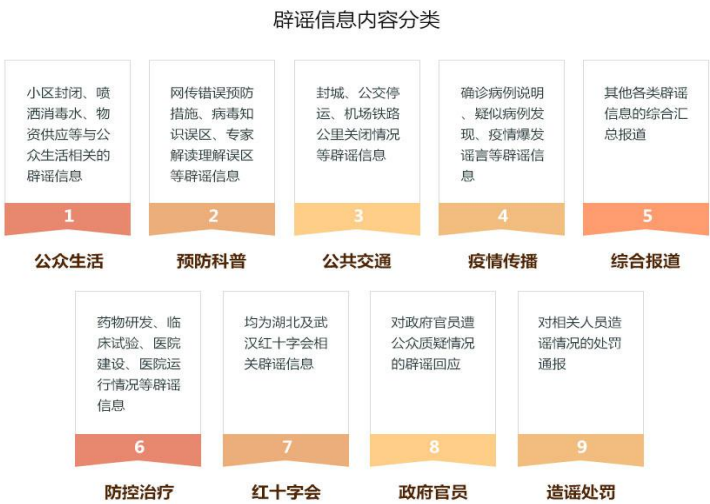 辟谣信息内容分类
小区封闭、喷
洒消毒水、物
资供应等与公
众生活相关的
辟谣信息
1
公众生活
网传错误预防
措施、病毒知
识误区、专家
解读理解误区
等辟谣信息
2
预防科普
封城、公交停
运、机场铁路
公里关闭情况
等辟谣信息
3
公共交通
确诊病例说明
、疑似病例发
现、疫情爆发
谣言等辟谣信
息
4
疫情传播
其他各类辟谣
信息的综合汇
总报道
5
综合报道
药物研发、临
床试验、医院
建设、医院运
行情况等辟谣
信息
6
防控治疗
均为湖北及武
汉红十字会相
关辟谣信息
7
红十字会
对政府官员遭
公众质疑情况
的辟谣回应
8
政府官员
对相关人员造
谣情况的处罚
通报
9
造谣处罚